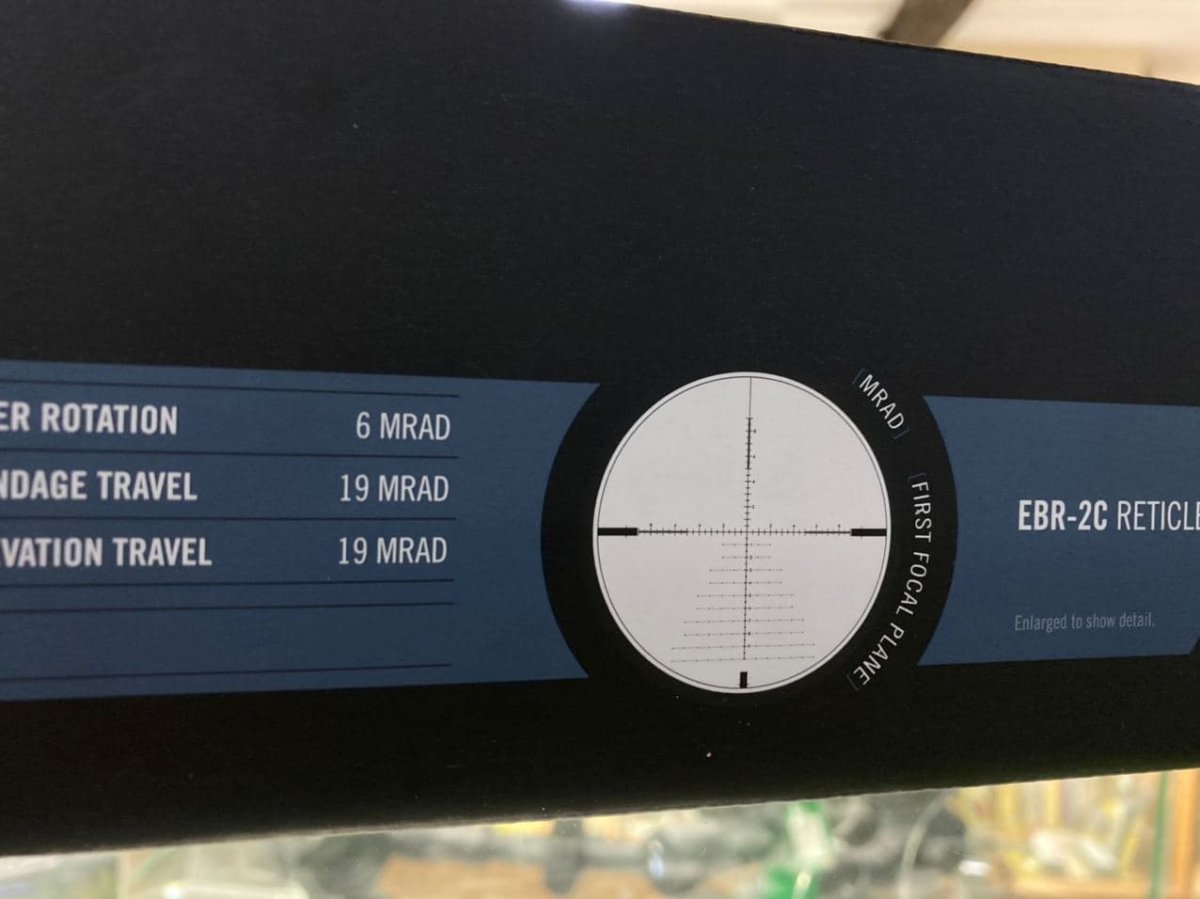 ER ROTATION 6 MRAD
NDAGE TRAVEL 19 MRAD
VATION TRAVEL 19 MRAD
[MRAD]
[FIRST FOCAL PLANE]
EBR-2C RETICLE
Enlarged to show detail.